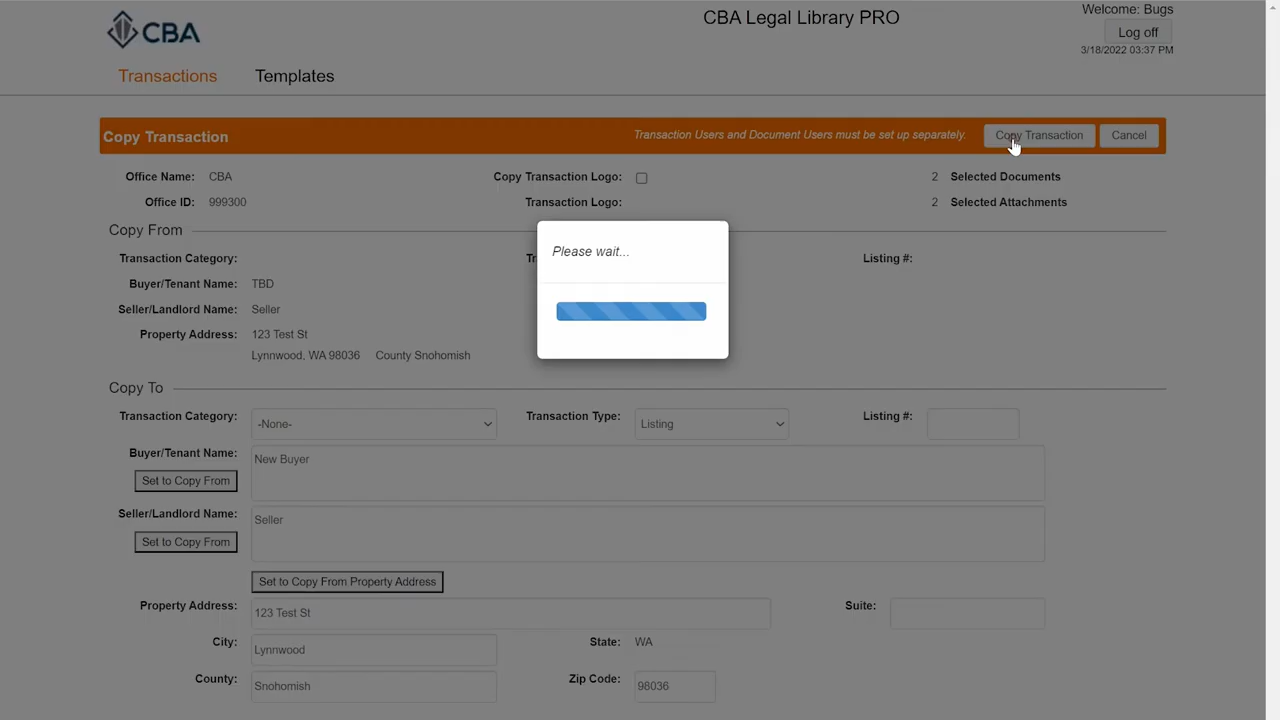 CBA
CBA Legal Library PRO
Welcome: Bugs
Log off
3/18/2022 03:37 PM
Transactions Templates
Copy Transaction
Transaction Users and Document Users must be set up separately.
Copy Transaction
Cancel
Office Name: CBA
Copy Transaction Logo:
2 Selected Documents
Office ID: 999300
Transaction Logo:
2 Selected Attachments
Copy From
Transaction Category:
Listing #:
Buyer/Tenant Name: TBD
Seller/Landlord Name: Seller
Property Address: 123 Test St
Lynnwood, WA 98036 County Snohomish
Please wait...
Copy To
Transaction Category: -None-
Transaction Type: Listing
Listing #:
Buyer/Tenant Name: New Buyer
Set to Copy From
Seller/Landlord Name: Seller
Set to Copy From
Set to Copy From Property Address
Property Address: 123 Test St
Suite:
City: Lynnwood
State: WA
County: Snohomish
Zip Code: 98036